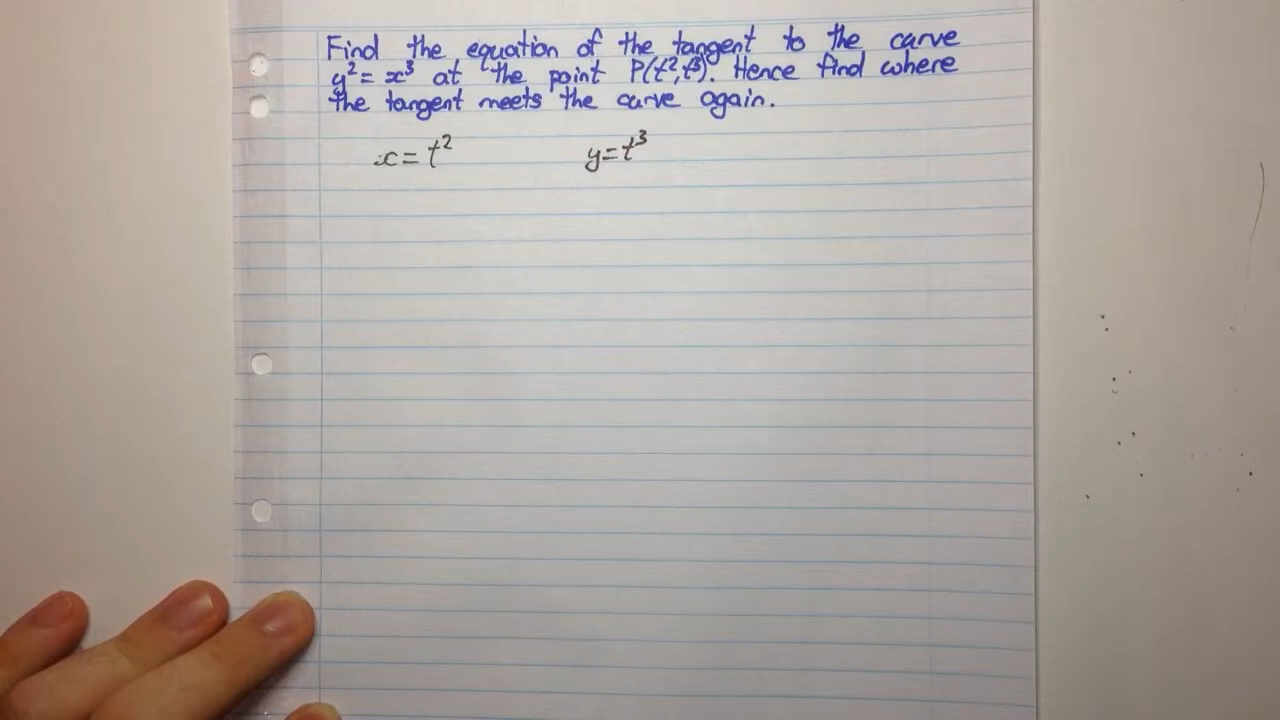 Find the equation of the tangent to the curve
y² = x³ at the point P(t², t³). Hence find where
the tangent meets the curve again.
x = t² y = t³